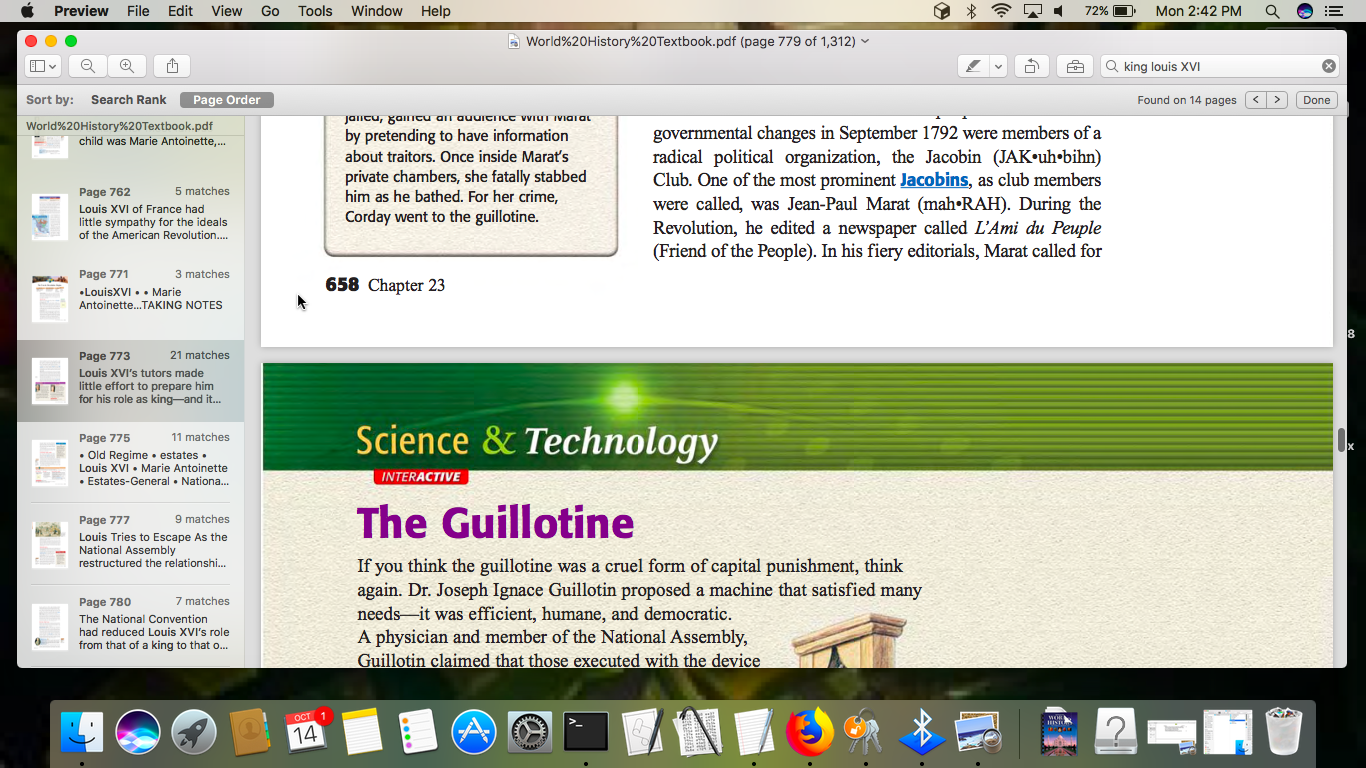 Preview File Edit View Go Tools Window Help
72% Mon 2:42 PM
World%20History%20Textbook.pdf (page 779 of 1,312)
king louis XVI
Sort by: Search Rank Page Order
Found on 14 pages < > Done
World%20History%20Textbook.pdf
child was Marie Antoinette,...
Page 762 5 matches
Louis XVI of France had
little sympathy for the ideals
of the American Revolution....
Page 771 3 matches
•LouisXVI • • Marie
Antoinette...TAKING NOTES
Page 773 21 matches
Louis XVI's tutors made
little effort to prepare him
for his role as king—and it...
Page 775 11 matches
• Old Regime • estates •
Louis XVI • Marie Antoinette
• Estates-General • Nationa...
Page 777 9 matches
Louis Tries to Escape As the
National Assembly
restructured the relationshi...
Page 780 7 matches
The National Convention
had reduced Louis XVI's role
from that of a king to that o...
jailed, gained an audience with Marat
by pretending to have information
about traitors. Once inside Marat's
private chambers, she fatally stabbed
him as he bathed. For her crime,
Corday went to the guillotine.
658 Chapter 23
governmental changes in September 1792 were members of a
radical political organization, the Jacobin (JAK•uh•bihn)
Club. One of the most prominent Jacobins, as club members
were called, was Jean-Paul Marat (mah•RAH). During the
Revolution, he edited a newspaper called L'Ami du Peuple
(Friend of the People). In his fiery editorials, Marat called for
Science & Technology
INTERACTIVE
The Guillotine
If you think the guillotine was a cruel form of capital punishment, think
again. Dr. Joseph Ignace Guillotin proposed a machine that satisfied many
needs—it was efficient, humane, and democratic.
A physician and member of the National Assembly,
Guillotin claimed that those executed with the device
8
x
OCT 1
14